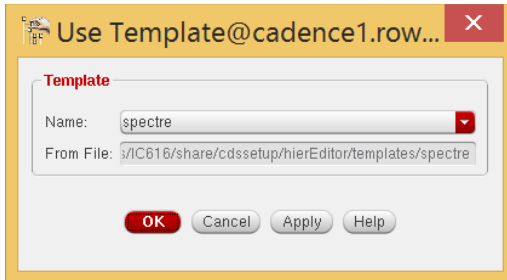 Use Template@cadence1.row...
Template
Name: spectre
From File: s/IC616/share/cdssetup/hierEditor/templates/spectre
OK Cancel Apply Help